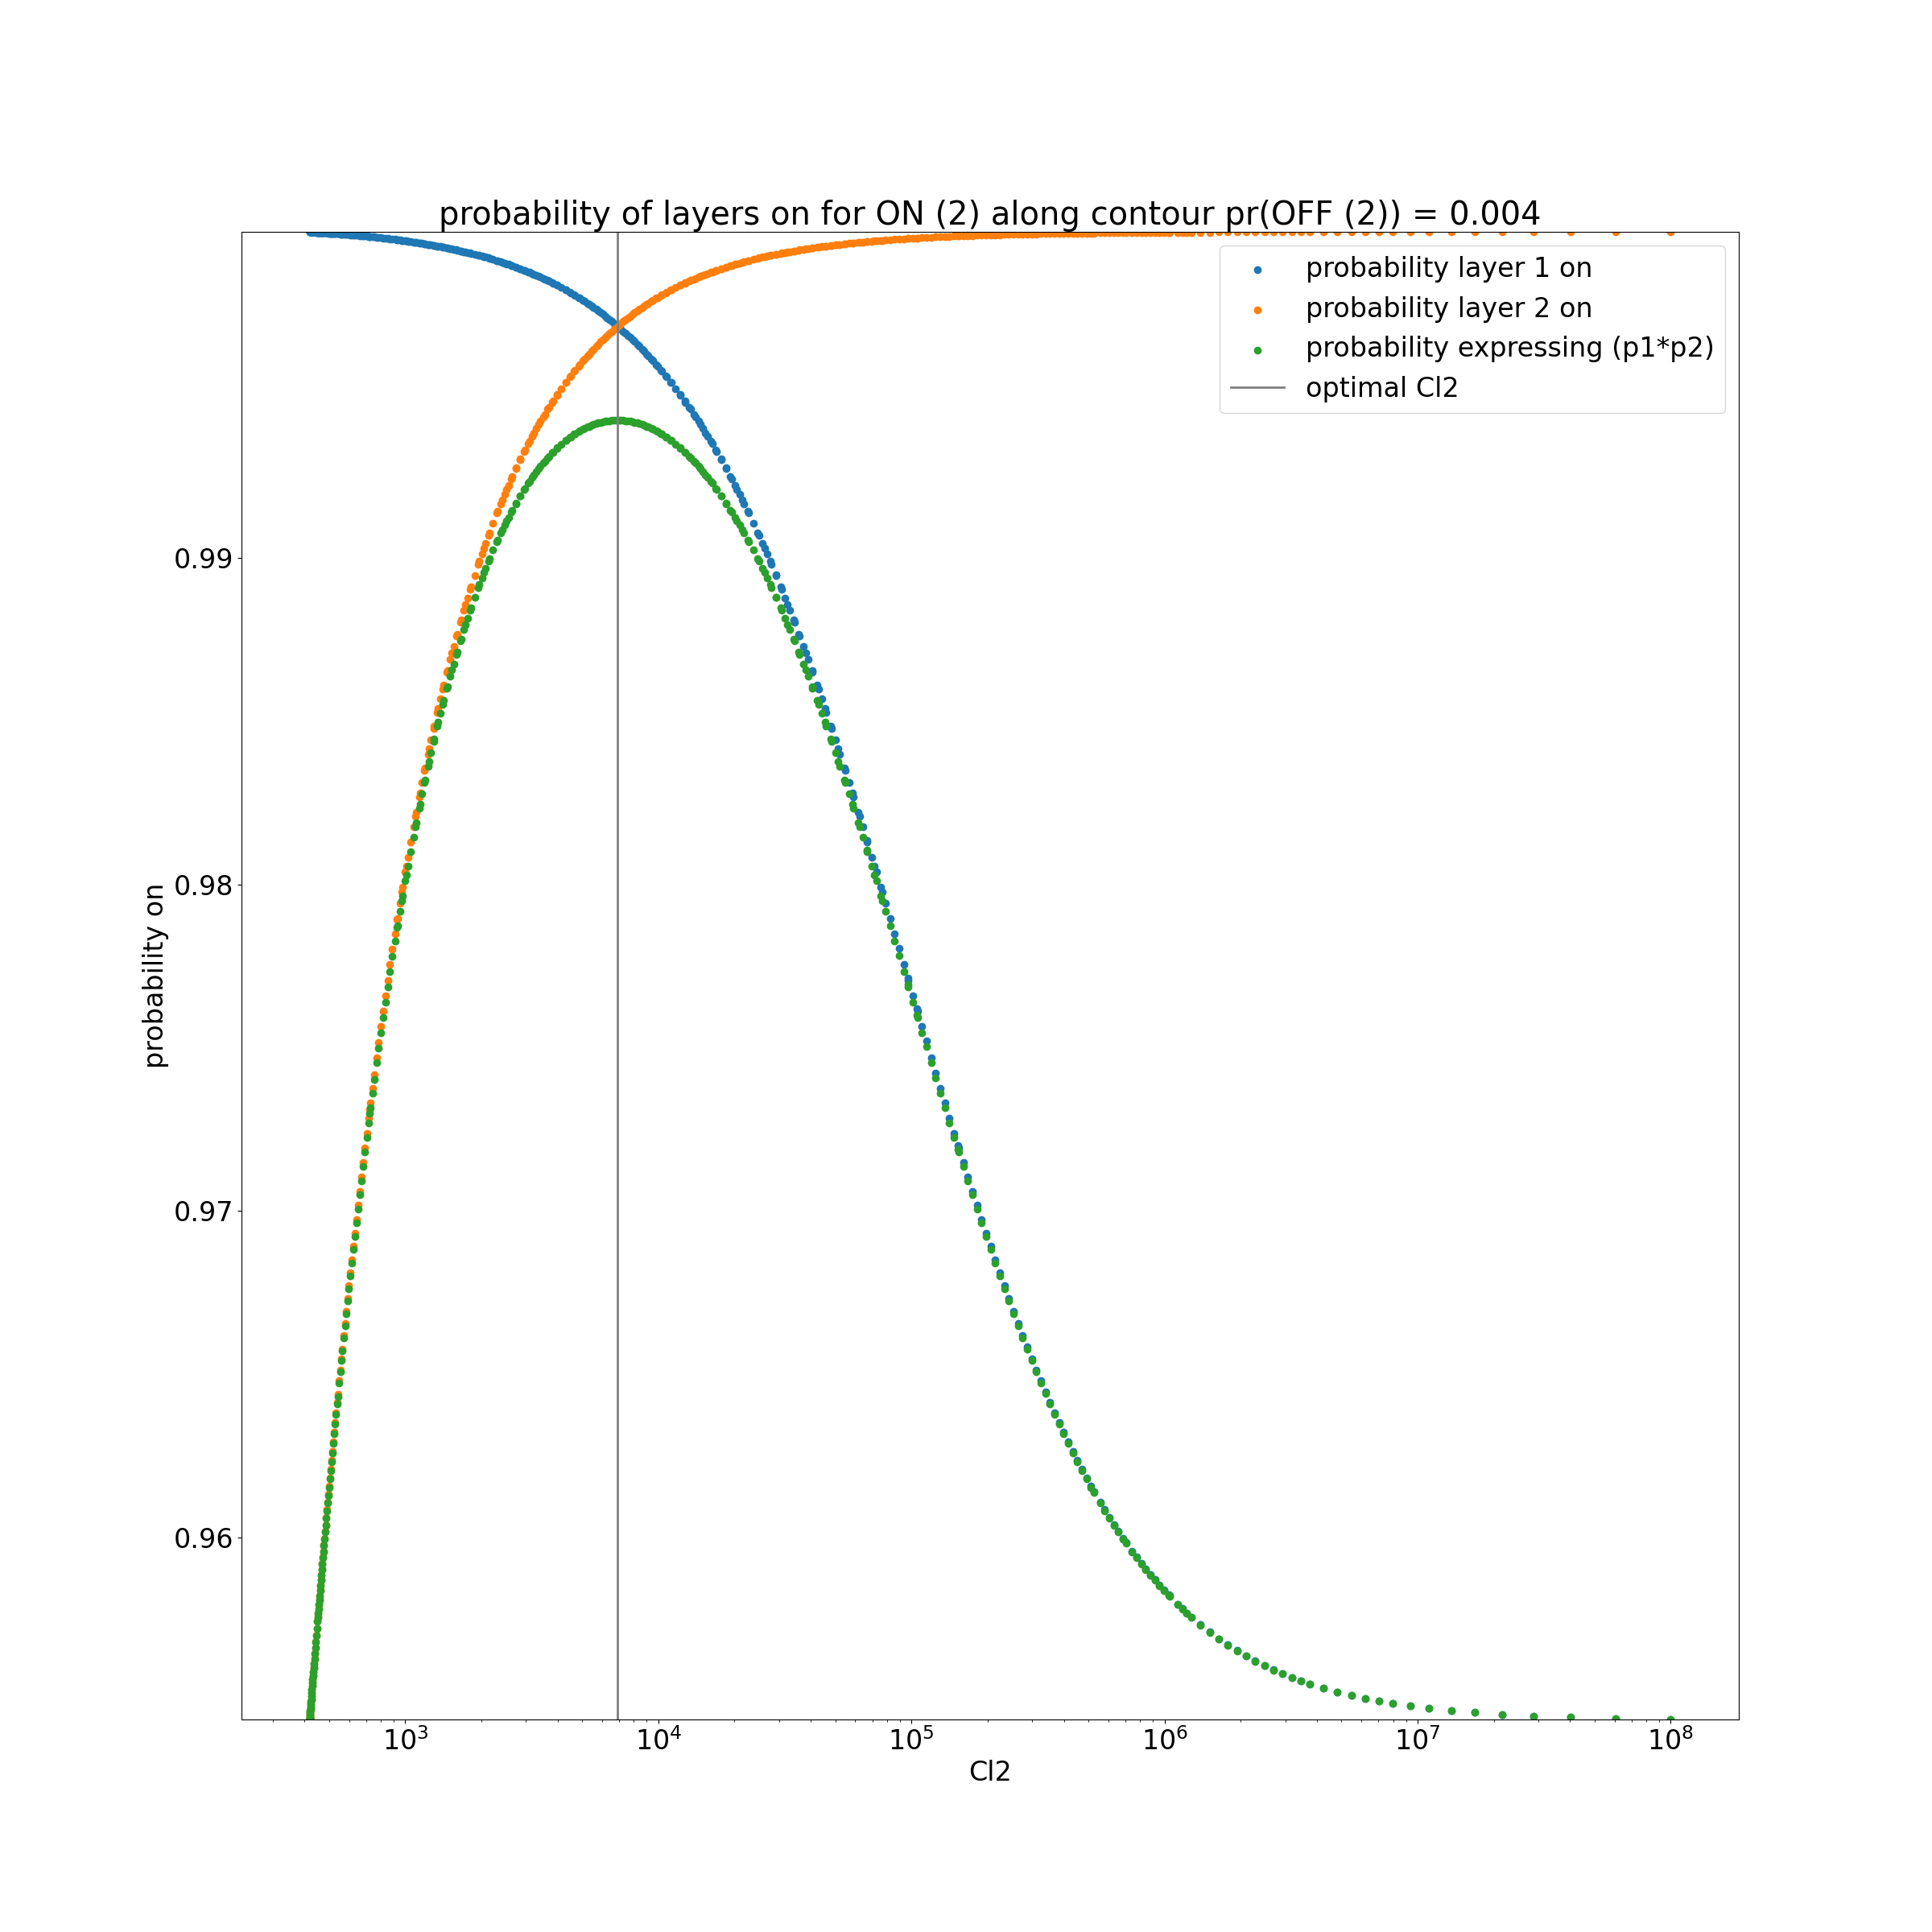 probability of layers on for ON (2) along contour pr(OFF (2)) = 0.004
probability layer 1 on
probability layer 2 on
probability expressing (p1*p2)
optimal Cl2
0.99
0.98
0.97
0.96
probability on
10³ 10⁴ 10⁵ 10⁶ 10⁷ 10⁸
Cl2